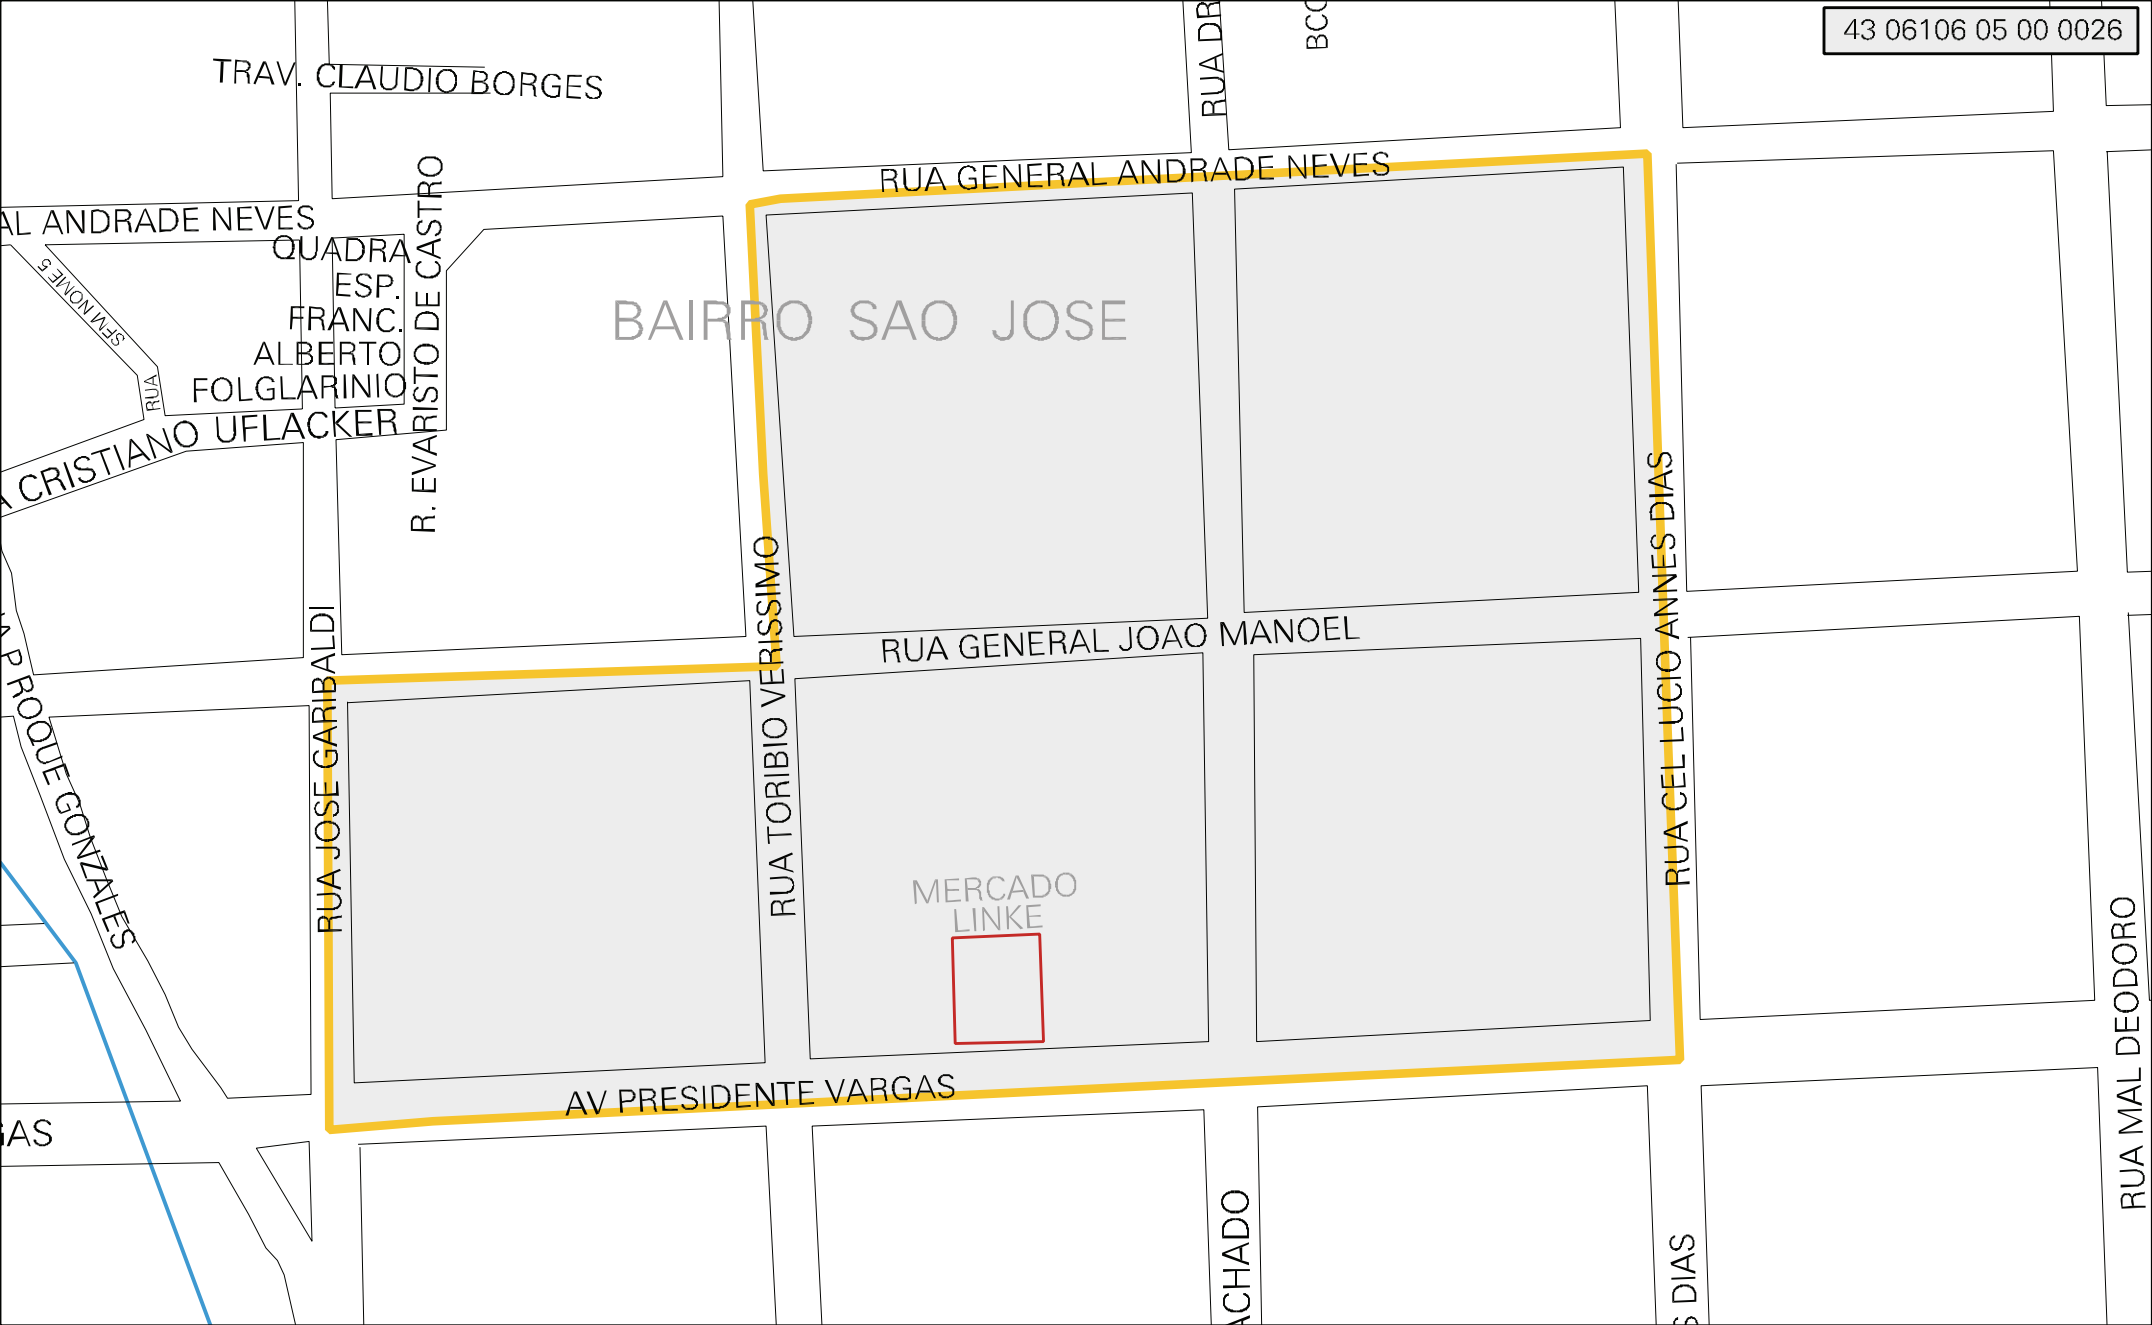 43 06106 05 00 0026
TRAV. CLAUDIO BORGES
RUA DR
BCO
RUA GENERAL ANDRADE NEVES
AL ANDRADE NEVES
QUADRA
ESP.
FRANC.
ALBERTO
FOLGLARINIO
R. EVARISTO DE CASTRO
SEM NOME 5
RUA
BAIRRO SAO JOSE
CRISTIANO UFLACKER
RUA CEL LUCIO ANNES DIAS
RUA TORIBIO VERISSIMO
RUA JOSE GARIBALDI
RUA GENERAL JOAO MANOEL
P ROQUE GONZALES
MERCADO
LINKE
RUA MAL DEODORO
AV PRESIDENTE VARGAS
GAS
ACHADO
S DIAS